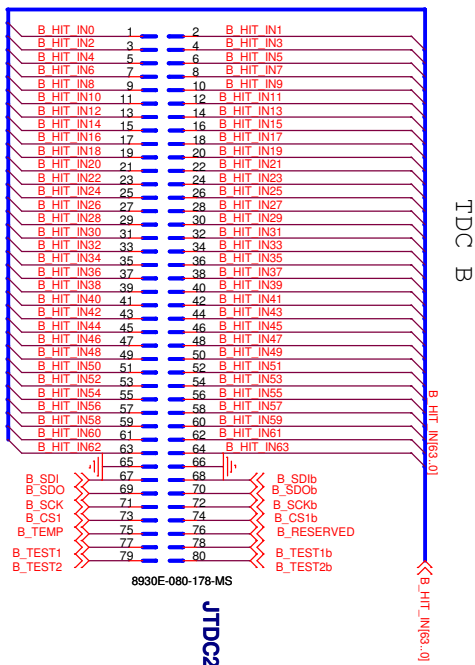 B_HIT_IN0 1 2 B_HIT_IN1
B_HIT_IN2 3 4 B_HIT_IN3
B_HIT_IN4 5 6 B_HIT_IN5
B_HIT_IN6 7 8 B_HIT_IN7
B_HIT_IN8 9 10 B_HIT_IN9
B_HIT_IN10 11 12 B_HIT_IN11
B_HIT_IN12 13 14 B_HIT_IN13
B_HIT_IN14 15 16 B_HIT_IN15
B_HIT_IN16 17 18 B_HIT_IN17
B_HIT_IN18 19 20 B_HIT_IN19
B_HIT_IN20 21 22 B_HIT_IN21
B_HIT_IN22 23 24 B_HIT_IN23
B_HIT_IN24 25 26 B_HIT_IN25
B_HIT_IN26 27 28 B_HIT_IN27
B_HIT_IN28 29 30 B_HIT_IN29
B_HIT_IN30 31 32 B_HIT_IN31
B_HIT_IN32 33 34 B_HIT_IN33
B_HIT_IN34 35 36 B_HIT_IN35
B_HIT_IN36 37 38 B_HIT_IN37
B_HIT_IN38 39 40 B_HIT_IN39
B_HIT_IN40 41 42 B_HIT_IN41
B_HIT_IN42 43 44 B_HIT_IN43
B_HIT_IN44 45 46 B_HIT_IN45
B_HIT_IN46 47 48 B_HIT_IN47
B_HIT_IN48 49 50 B_HIT_IN49
B_HIT_IN50 51 52 B_HIT_IN51
B_HIT_IN52 53 54 B_HIT_IN53
B_HIT_IN54 55 56 B_HIT_IN55
B_HIT_IN56 57 58 B_HIT_IN57
B_HIT_IN58 59 60 B_HIT_IN59
B_HIT_IN60 61 62 B_HIT_IN61
B_HIT_IN62 63 64 B_HIT_IN63
65 66
B_SDI 67 68 B_SDIb
B_SDO 69 70 B_SDOb
B_SCK 71 72 B_SCKb
B_CS1 73 74 B_CS1b
B_TEMP 75 76 B_RESERVED
B_TEST1 77 78 B_TEST1b
B_TEST2 79 80 B_TEST2b
8930E-080-178-MS
JTDC2
TDC B
B_HIT_IN[63..0]
B_HIT_IN[63..0]